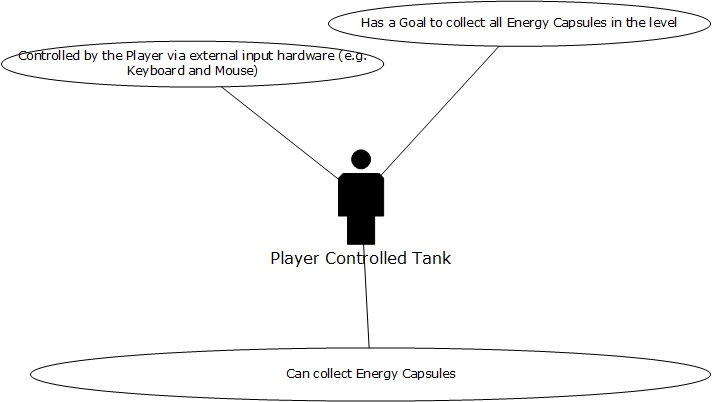 Has a Goal to collect all Energy Capsules in the level
Controlled by the Player via external input hardware (e.g.
Keyboard and Mouse)
Player Controlled Tank
Can collect Energy Capsules